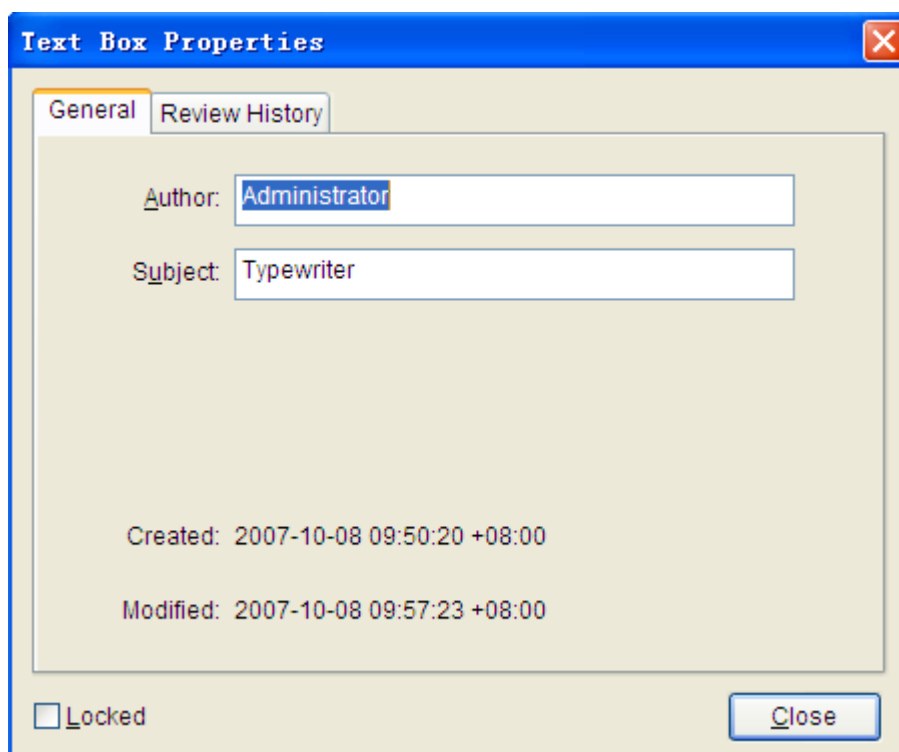 Text Box Properties
General Review History
Author: Administrator
Subject: Typewriter
Created: 2007-10-08 09:50:20 +08:00
Modified: 2007-10-08 09:57:23 +08:00
Locked Close